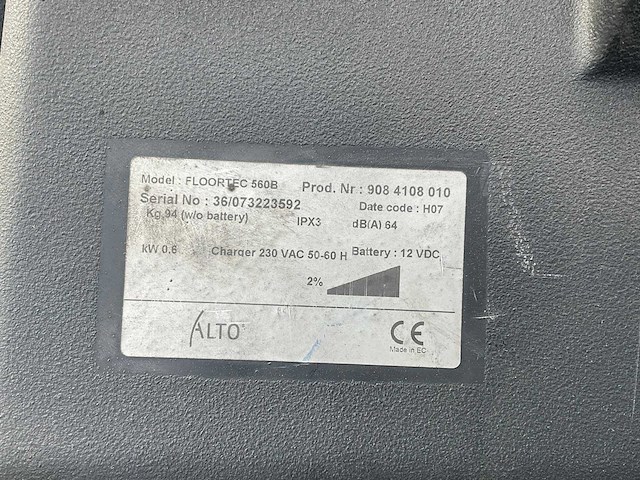 Model : FLOORTEC 560B
Prod. Nr : 908 4108 010
Serial No : 36/073223592
Date code : H07
Kg 94 (w/o battery)
IPX3
dB(A) 64
kW 0.6
Charger 230 VAC 50-60 H
Battery : 12 VDC
2%
ALTO
CE
Made in EC